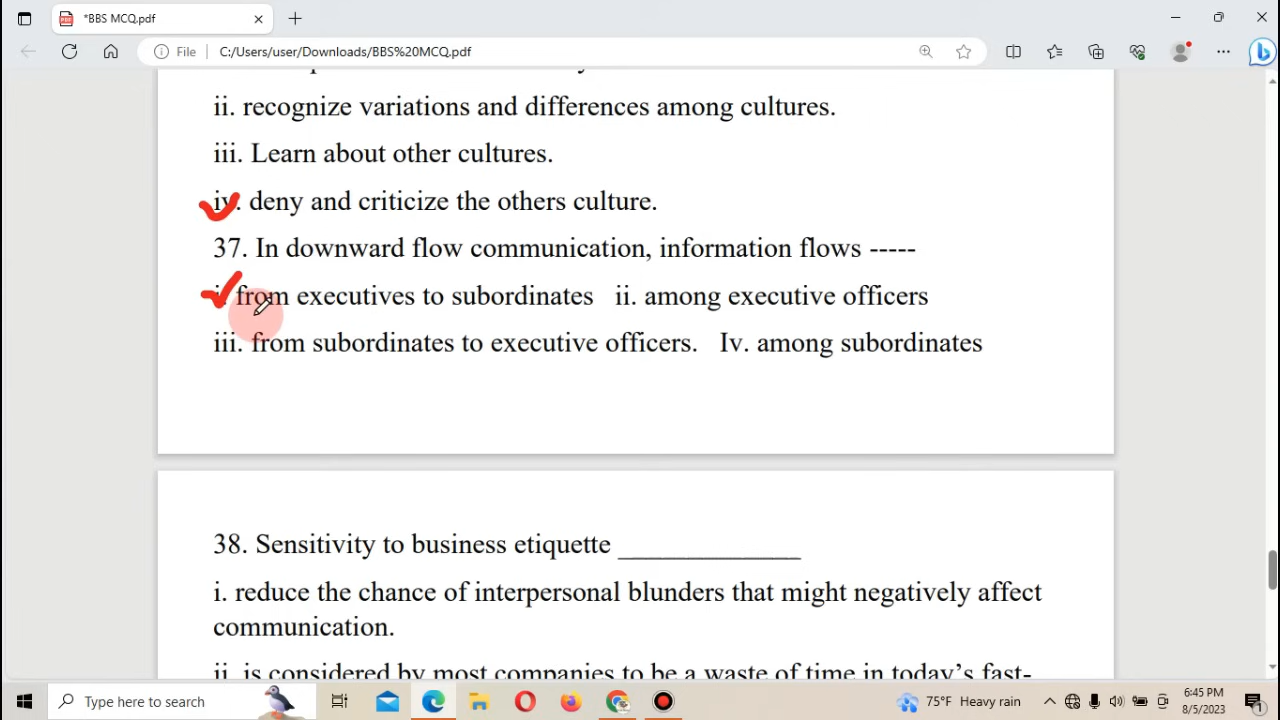 *BBS MCQ.pdf
File
C:/Users/user/Downloads/BBS%20MCQ.pdf
ii. recognize variations and differences among cultures.
iii. Learn about other cultures.
iv. deny and criticize the others culture.
37. In downward flow communication, information flows -----
i. from executives to subordinates ii. among executive officers
iii. from subordinates to executive officers. Iv. among subordinates
38. Sensitivity to business etiquette _____________
i. reduce the chance of interpersonal blunders that might negatively affect
communication.
ii. is considered by most companies to be a waste of time in today’s fast-
Type here to search
75°F Heavy rain
6:45 PM
8/5/2023
1